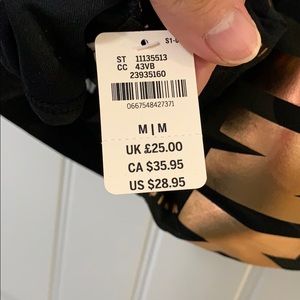 ST 11135513
CC 43VB
23935160
0667548427371
M | M
UK £25.00
CA $35.95
US $28.95